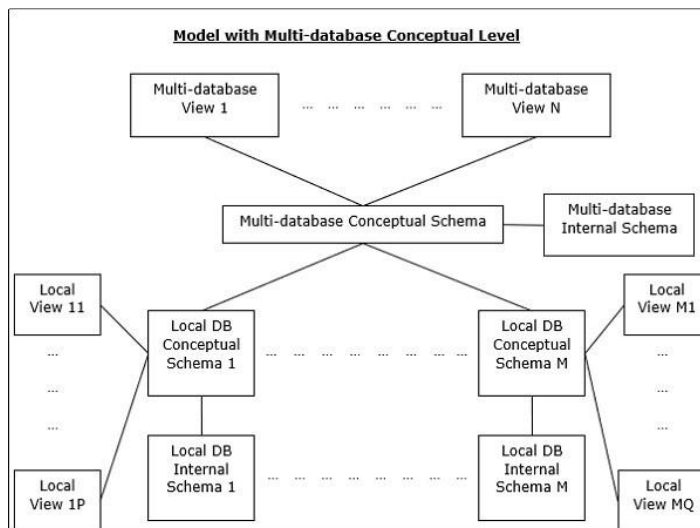 Model with Multi-database Conceptual Level
Multi-database
View 1
... ... ... ... ... ...
Multi-database
View N
Multi-database Conceptual Schema
Multi-database
Internal Schema
Local
View 11
...
...
...
Local
View 1P
Local DB
Conceptual
Schema 1
... ... ... ... ... ... ... ...
Local DB
Conceptual
Schema M
Local
View M1
...
...
...
Local
View MQ
Local DB
Internal
Schema 1
... ... ... ... ... ... ...
Local DB
Internal
Schema M